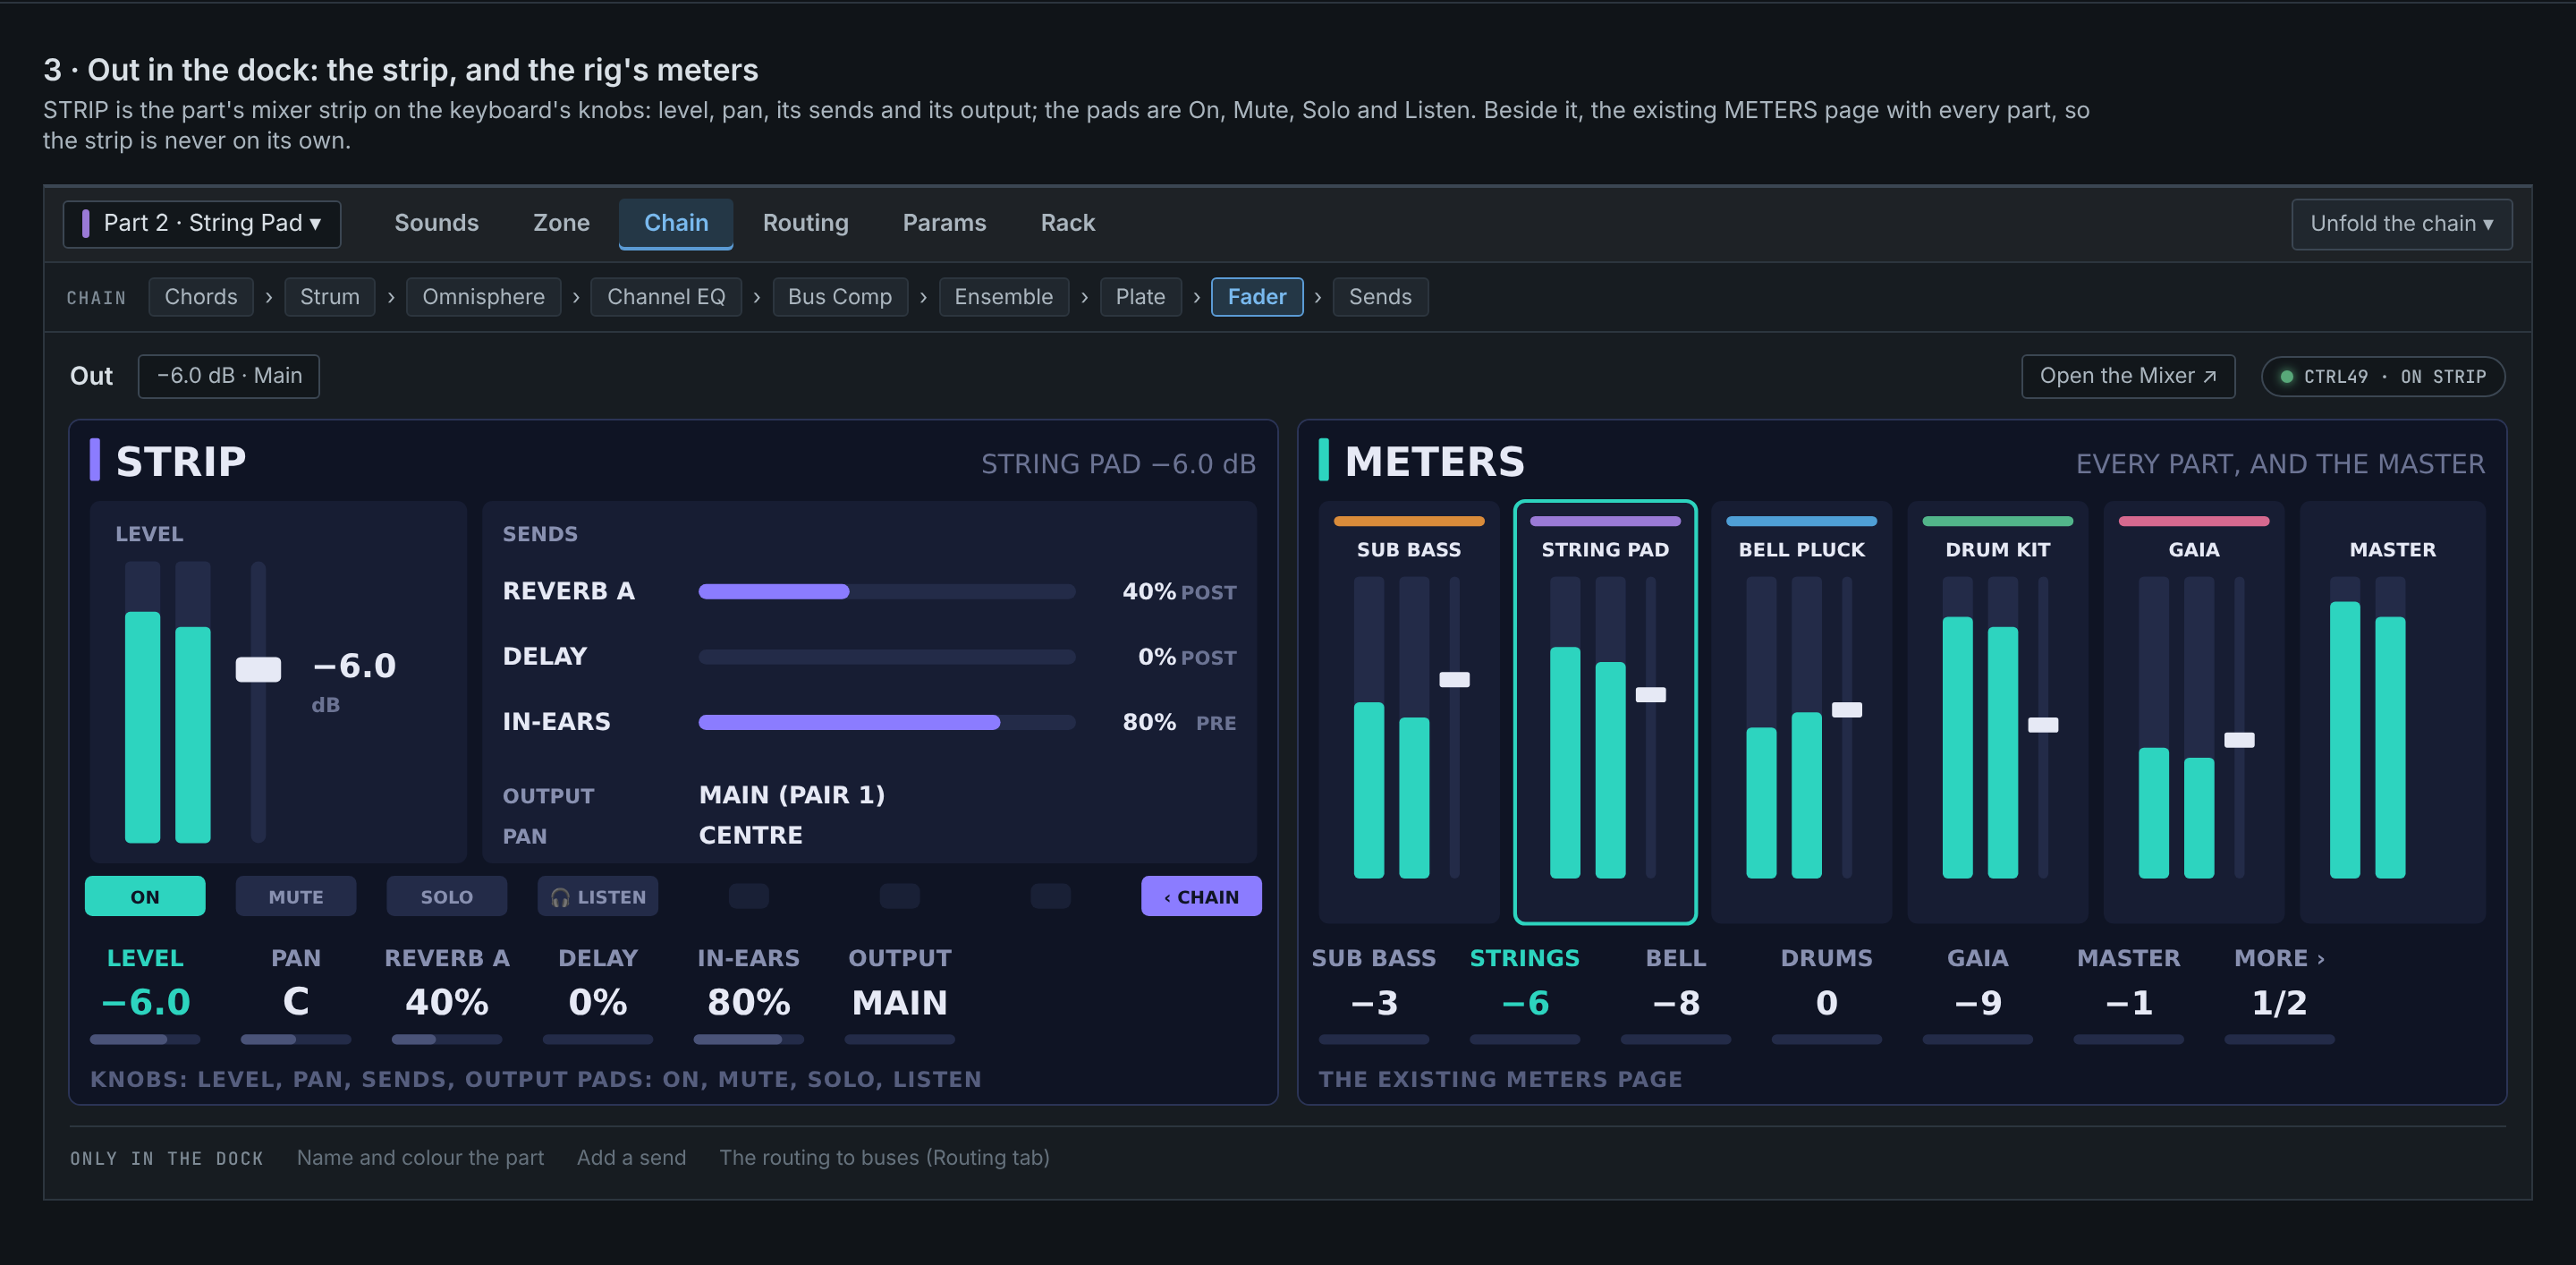 3 · Out in the dock: the strip, and the rig's meters
STRIP is the part's mixer strip on the keyboard's knobs: level, pan, its sends and its output; the pads are On, Mute, Solo and Listen. Beside it, the existing METERS page with every part, so
the strip is never on its own.
Part 2 · String Pad ▾ Sounds Zone Chain Routing Params Rack Unfold the chain ▾
CHAIN Chords › Strum › Omnisphere › Channel EQ › Bus Comp › Ensemble › Plate › Fader › Sends
Out −6.0 dB · Main Open the Mixer ↗ CTRL49 · ON STRIP
STRIP STRING PAD −6.0 dB
LEVEL
−6.0
dB
SENDS
REVERB A 40% POST
DELAY 0% POST
IN-EARS 80% PRE
OUTPUT MAIN (PAIR 1)
PAN CENTRE
ON MUTE SOLO 🎧 LISTEN ‹ CHAIN
LEVEL PAN REVERB A DELAY IN-EARS OUTPUT
−6.0 C 40% 0% 80% MAIN
KNOBS: LEVEL, PAN, SENDS, OUTPUT PADS: ON, MUTE, SOLO, LISTEN
METERS EVERY PART, AND THE MASTER
SUB BASS STRING PAD BELL PLUCK DRUM KIT GAIA MASTER
SUB BASS STRINGS BELL DRUMS GAIA MASTER MORE ›
−3 −6 −8 0 −9 −1 1/2
THE EXISTING METERS PAGE
ONLY IN THE DOCK Name and colour the part Add a send The routing to buses (Routing tab)